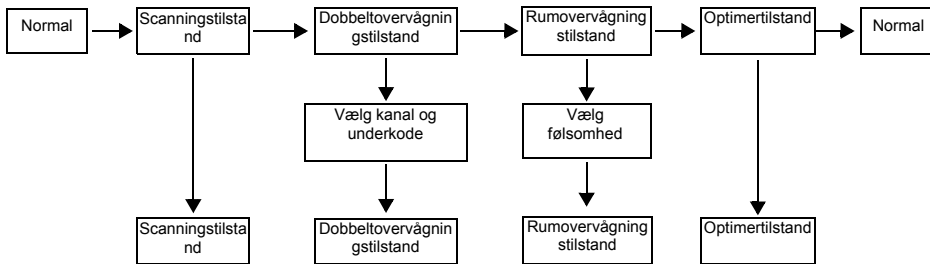 Normal
Scanningstilsta
nd
Dobbeltovervågnin
gstilstand
Rumovervågning
stilstand
Optimertilstand
Normal
Vælg kanal og
underkode
Vælg
følsomhed
Scanningstilsta
nd
Dobbeltovervågnin
gstilstand
Rumovervågning
stilstand
Optimertilstand